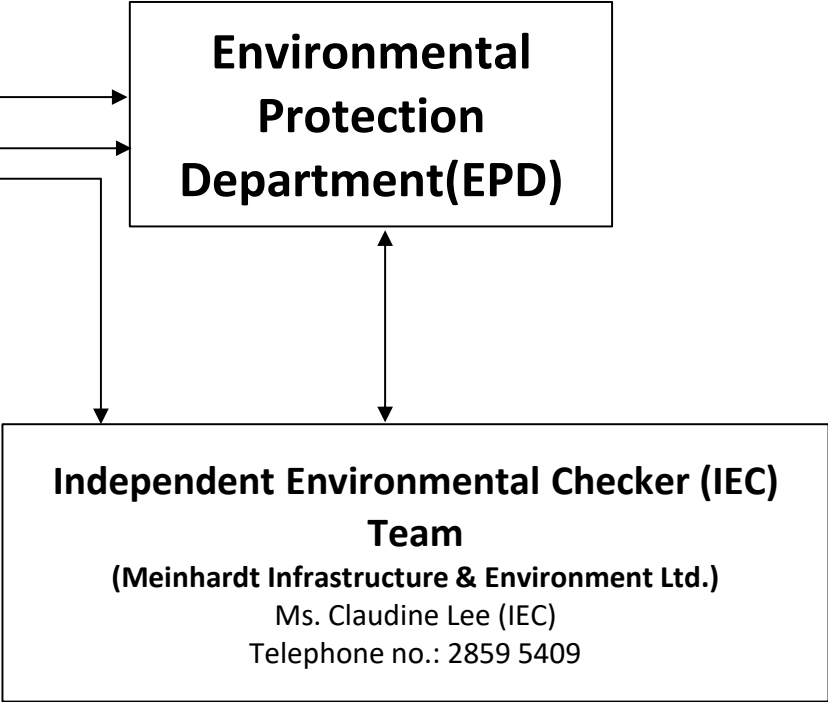 Environmental
Protection
Department(EPD)
Independent Environmental Checker (IEC)
Team
(Meinhardt Infrastructure & Environment Ltd.)
Ms. Claudine Lee (IEC)
Telephone no.: 2859 5409